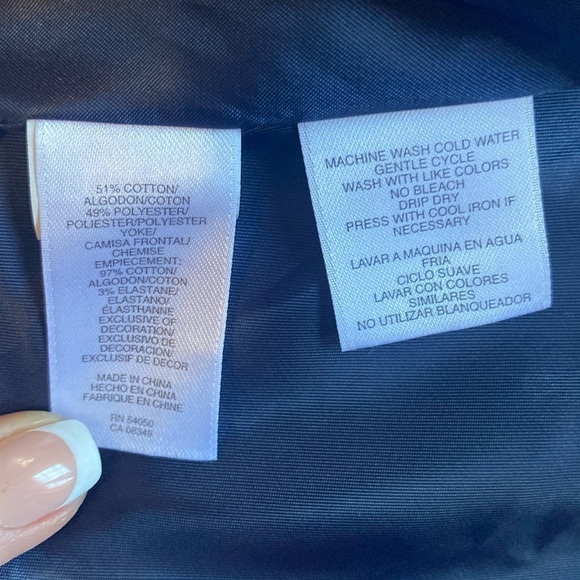 51% COTTON/
ALGODON/COTON
49% POLYESTER/
POLIESTER/POLYESTER
YOKE/
CAMISA FRONTAL/
CHEMISE
EMPIECEMENT:
97% COTTON/
ALGODON/COTON
3% ELASTANE/
ELASTANO/
ÉLASTHANNE
EXCLUSIVE OF
DECORATION/
EXCLUSIVO DE
DECORACION/
EXCLUSIF DE DECOR
MADE IN CHINA
HECHO EN CHINA
FABRIQUE EN CHINE
RN 54050
CA 08349
MACHINE WASH COLD WATER
GENTLE CYCLE
WASH WITH LIKE COLORS
NO BLEACH
DRIP DRY
PRESS WITH COOL IRON IF
NECESSARY
LAVAR A MAQUINA EN AGUA
FRIA
CICLO SUAVE
LAVAR CON COLORES
SIMILARES
NO UTILIZAR BLANQUEADOR